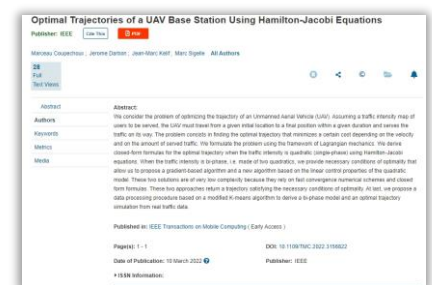 Optimal Trajectories of a UAV Base Station Using Hamilton-Jacobi Equations
Publisher: IEEE
Cite This
PDF
Marceau Coupechoux; Jerome Darbon; Jean-Marc Kelif; Marc Sigelle All Authors
28
Full
Text Views
Abstract
Authors
Keywords
Metrics
Media
Abstract:
We consider the problem of optimizing the trajectory of an Unmanned Aerial Vehicle (UAV). Assuming a traffic intensity map of
users to be served, the UAV must travel from a given initial location to a final position within a given duration and serves the
traffic on its way. The problem consists in finding the optimal trajectory that minimizes a certain cost depending on the velocity
and on the amount of served traffic. We formulate the problem using the framework of Lagrangian mechanics. We derive
closed-form formulas for the optimal trajectory when the traffic intensity is quadratic (single-phase) using Hamilton-Jacobi
equations. When the traffic intensity is bi-phase, i.e. made of two quadratics, we provide necessary conditions of optimality that
allow us to propose a gradient-based algorithm and a new algorithm based on the linear control properties of the quadratic
model. These two solutions are of very low complexity because they rely on fast convergence numerical schemes and closed
form formulas. These two approaches return a trajectory satisfying the necessary conditions of optimality. At last, we propose a
data processing procedure based on a modified K-means algorithm to derive a bi-phase model and an optimal trajectory
simulation from real traffic data.
Published in: IEEE Transactions on Mobile Computing ( Early Access )
Page(s): 1 - 1
DOI: 10.1109/TMC.2022.3156822
Date of Publication: 10 March 2022
Publisher: IEEE
ISSN Information: